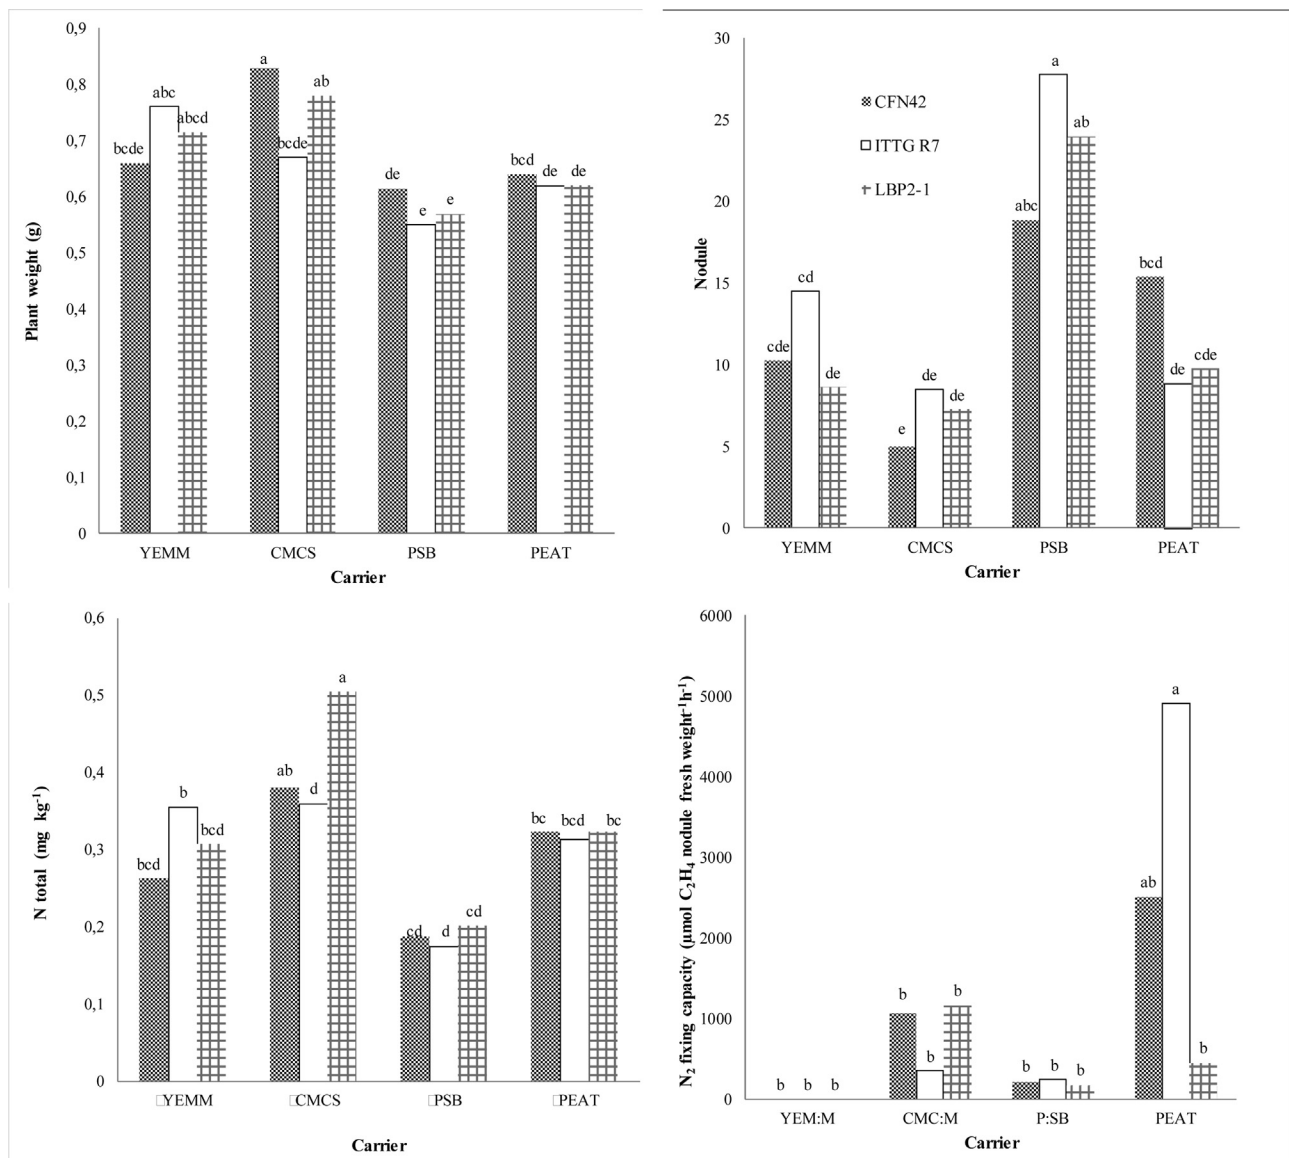 0,9
0,8
0,7
0,6
0,5
0,4
0,3
0,2
0,1
0
Plant weight (g)
bcde
abc
abcd
a
bcde
ab
de
e
e
bcd
de
de
YEMM
CMCS
PSB
PEAT
Carrier
30
25
20
15
10
5
0
Nodule
CFN42
ITTG R7
LBP2-1
cde
cd
de
e
de
de
abc
a
ab
bcd
de
cde
YEMM
CMCS
PSB
PEAT
Carrier
0,6
0,5
0,4
0,3
0,2
0,1
0
N total (mg kg⁻¹)
bcd
b
bcd
ab
d
a
cd
d
cd
bc
bcd
bc
□YEMM
□CMCS
□PSB
□PEAT
Carrier
6000
5000
4000
3000
2000
1000
0
N₂ fixing capacity (µmol C₂H₄ nodule fresh weight⁻¹h⁻¹)
b
b
b
b
b
b
b
b
b
ab
a
b
YEM:M
CMC:M
P:SB
PEAT
Carrier